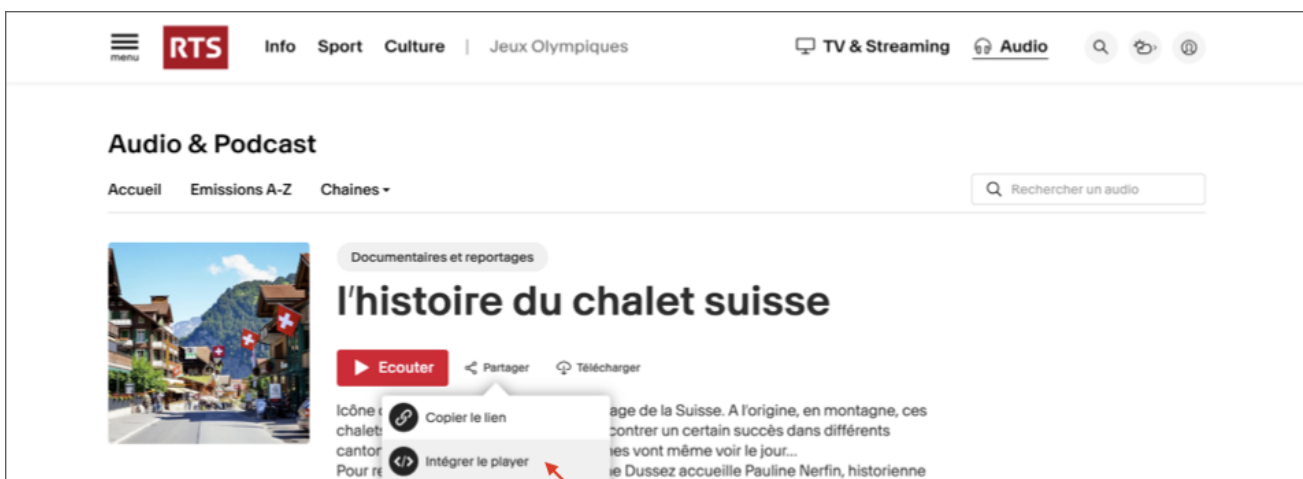 menu
RTS
Info Sport Culture | Jeux Olympiques
TV & Streaming
Audio
Audio & Podcast
Accueil Emissions A-Z Chaines
Rechercher un audio
Documentaires et reportages
l'histoire du chalet suisse
Ecouter
Partager
Télécharger
Icône age de la Suisse. A l'origine, en montagne, ces
Copier le lien
chalet contrer un certain succès dans différents
canton es vont même voir le jour...
Intégrer le player
Pour re e Dussez accueille Pauline Nerfin, historienne